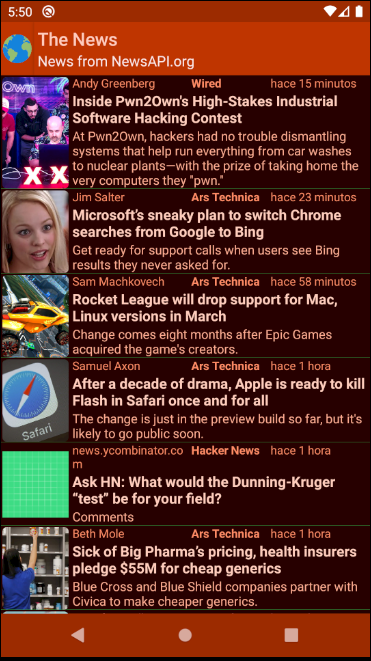 5:50
The News
News from NewsAPI.org
Andy Greenberg Wired hace 15 minutos
Inside Pwn2Own's High-Stakes Industrial
Software Hacking Contest
At Pwn2Own, hackers had no trouble dismantling
systems that help run everything from car washes
to nuclear plants—with the prize of taking home the
very computers they "pwn."
Own
X X
Jim Salter Ars Technica hace 23 minutos
Microsoft's sneaky plan to switch Chrome
searches from Google to Bing
Get ready for support calls when users see Bing
results they never asked for.
Sam Machkovech Ars Technica hace 58 minutos
Rocket League will drop support for Mac,
Linux versions in March
Change comes eight months after Epic Games
acquired the game's creators.
Samuel Axon Ars Technica hace 1 hora
After a decade of drama, Apple is ready to kill
Flash in Safari once and for all
The change is just in the preview build so far, but it's
likely to go public soon.
Safari
news.ycombinator.co Hacker News hace 1 hora
m
Ask HN: What would the Dunning-Kruger
“test” be for your field?
Comments
Beth Mole Ars Technica hace 1 hora
Sick of Big Pharma’s pricing, health insurers
pledge $55M for cheap generics
Blue Cross and Blue Shield companies partner with
Civica to make cheaper generics.